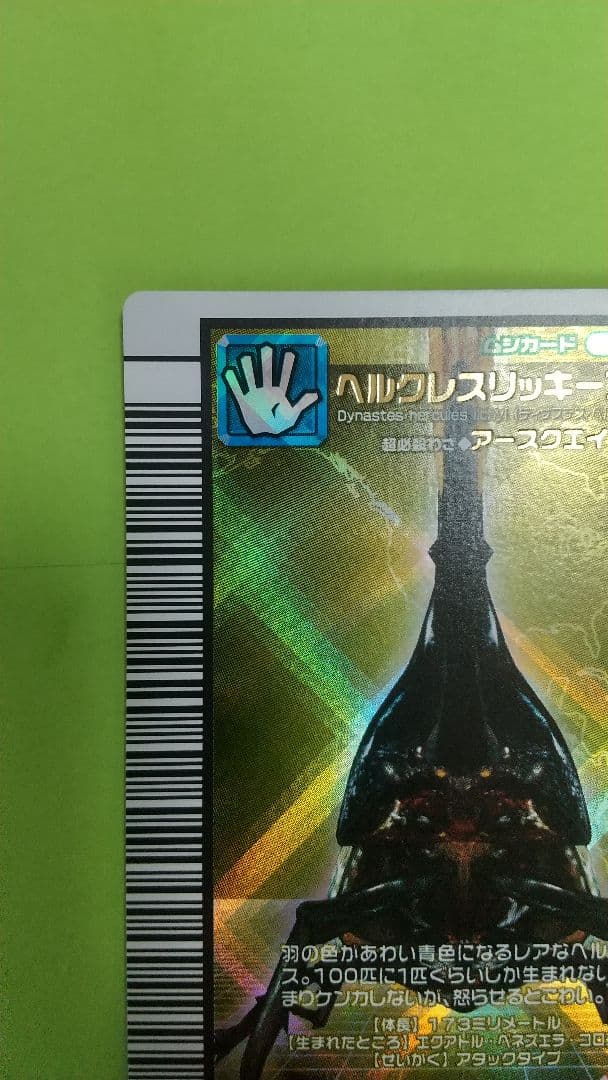 ムシカード
ヘルクレスリッキー
Dynastes hercules
超必殺わざ◆アースクエイ
羽の色があわい青色になるレアなヘル
ス。100匹に1匹ぐらいしか生まれない
まりケンカしないが、怒らせるとこわい。
【体長】173ミリメートル
【生まれたところ】エクアドル・ベネズエラ・コロ
【せいかく】アタックタイプ